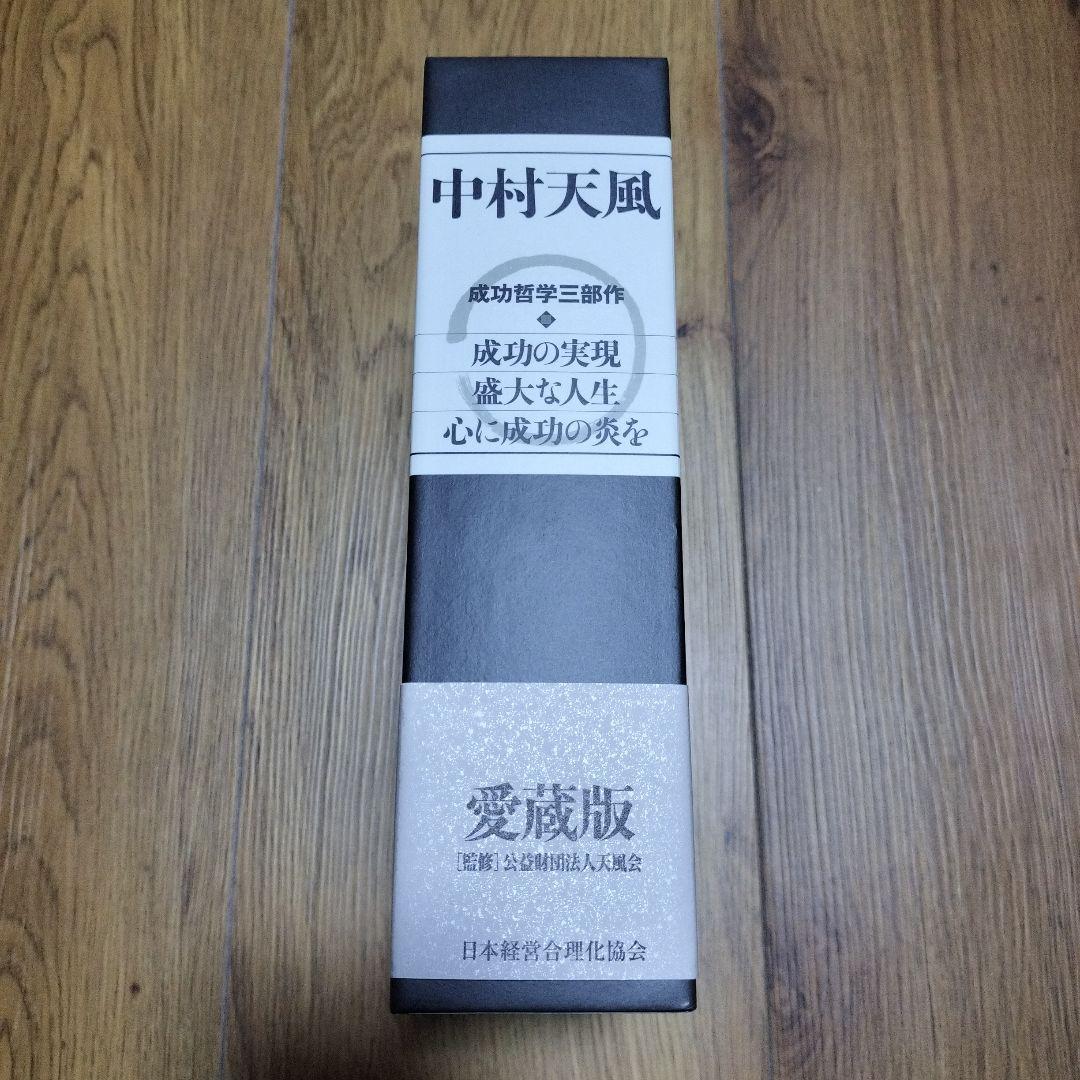 中村天風
成功哲学三部作
成功の実現
盛大な人生
心に成功の炎を
愛蔵版
[監修]公益財団法人天風会
日本経営合理化協会